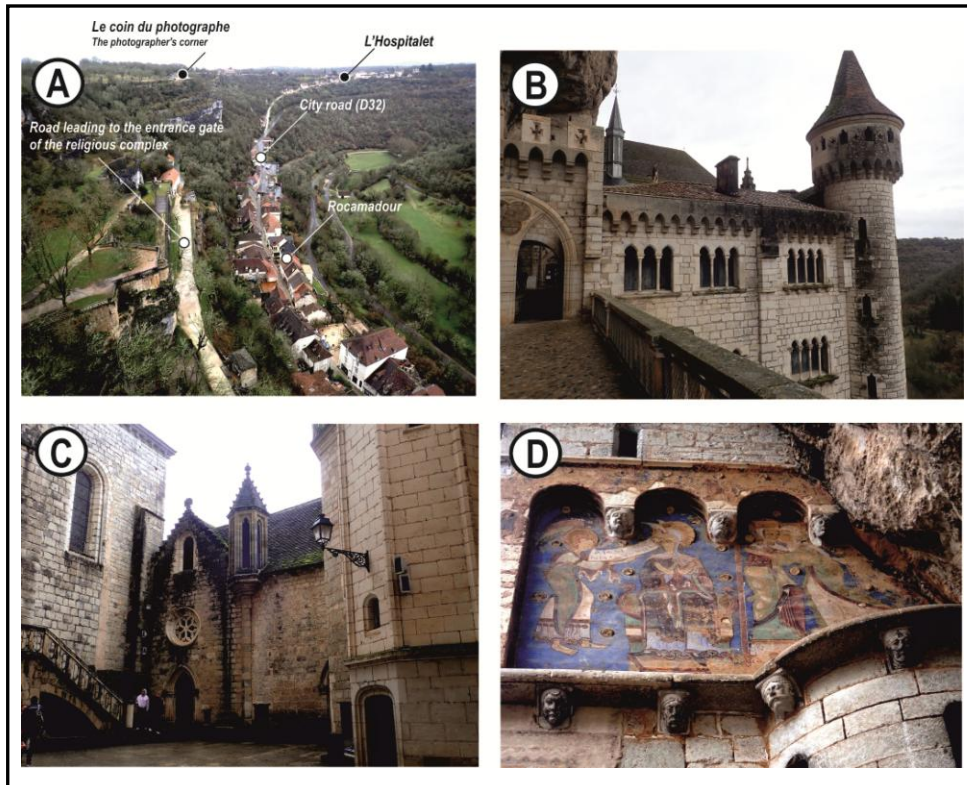 A
Le coin du photographe
The photographer's corner
L'Hospitalet
City road (D32)
Road leading to the entrance gate
of the religious complex
Rocamadour
B
C
D